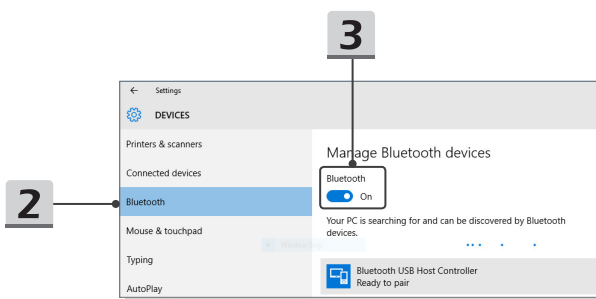 3
← Settings
DEVICES
Printers & scanners
Manage Bluetooth devices
Connected devices
Bluetooth
2
Bluetooth
On
Mouse & touchpad
Your PC is searching for and can be discovered by Bluetooth
devices.
Typing
Bluetooth USB Host Controller
Ready to pair
AutoPlay